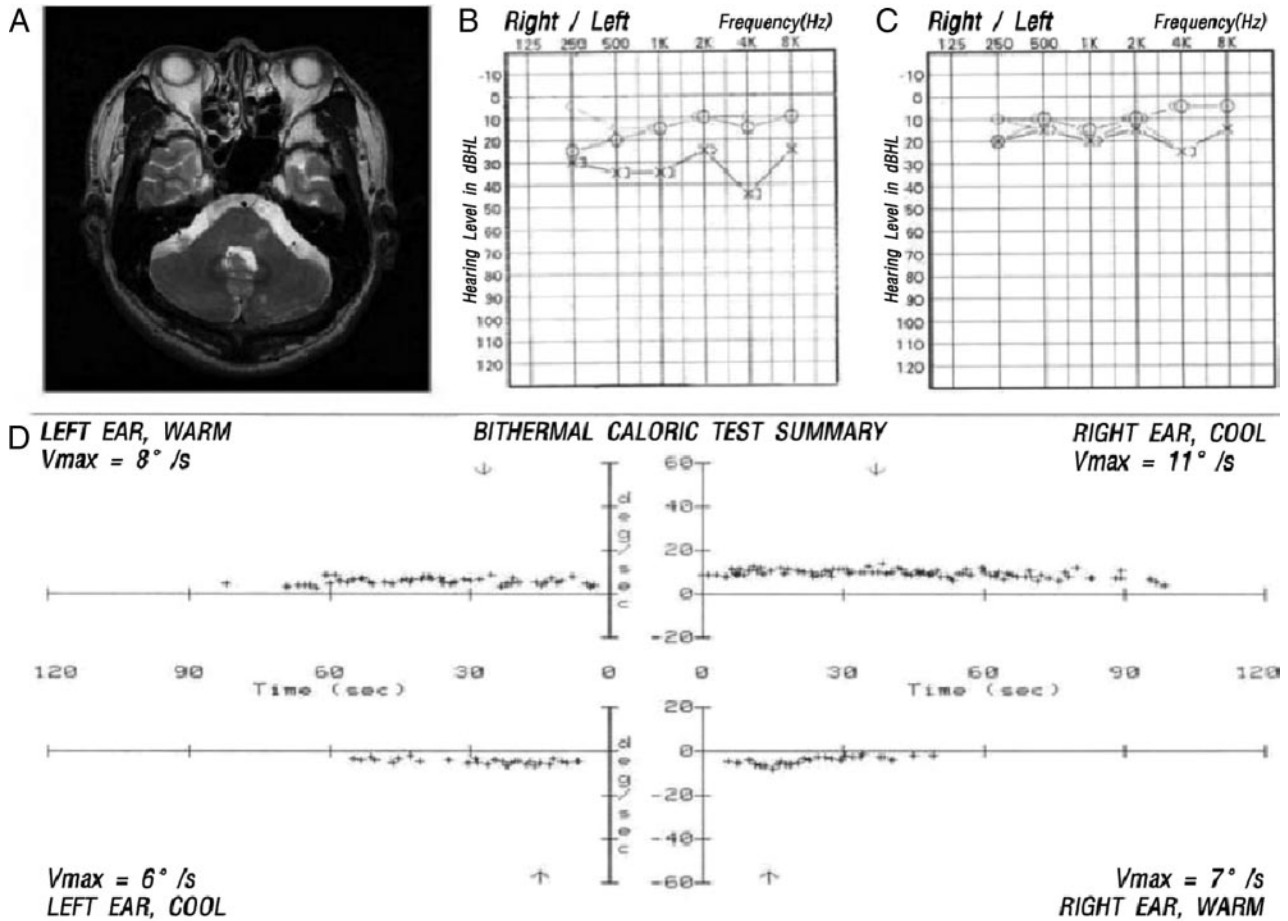 A
B Right / Left Frequency(Hz)
125 250 500 1K 2K 4K 8K
-10
0
10
20
30
40
50
60
70
80
90
100
110
120
Hearing Level in dBHL
C Right / Left Frequency(Hz)
125 250 500 1K 2K 4K 8K
-10
0
10
20
30
40
50
60
70
80
90
100
110
120
Hearing Level in dBHL
D LEFT EAR, WARM BITHERMAL CALORIC TEST SUMMARY RIGHT EAR, COOL
Vmax = 8° /s Vmax = 11° /s
60
40
20
0
-20
deg/sec
120 90 60 30 0 0 30 60 90 120
Time (sec) Time (sec)
20
0
-20
-40
-60
deg/sec
Vmax = 6° /s Vmax = 7° /s
LEFT EAR, COOL RIGHT EAR, WARM